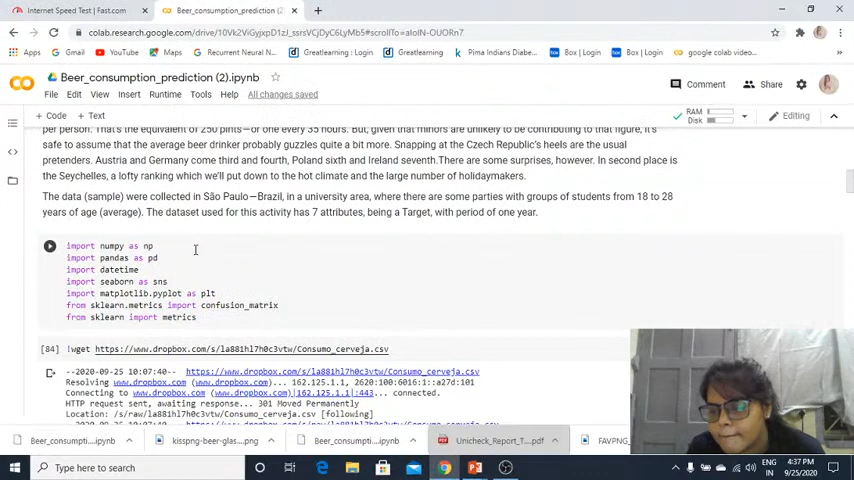 Internet Speed Test | Fast.com
Beer_consumption_prediction (2).i
colab.research.google.com/drive/10Vk2ViGyjxpD1zJ_ssrsVCjDyC6LyMb5#scrollTo=aIoIN-OUORn7
Apps
Gmail
YouTube
Recurrent Neural N...
Greatlearning : Login
Greatlearning
Pima Indians Diabe...
Box | Login
Box | Login
google colab video...
Beer_consumption_prediction (2).ipynb
Comment
Share
File Edit View Insert Runtime Tools Help All changes saved
+ Code + Text
RAM
Disk
Editing
per person. That's the equivalent of 250 pints—or one every 35 hours. But, given that minors are unlikely to be contributing to that figure, it's
safe to assume that the average beer drinker probably guzzles quite a bit more. Snapping at the Czech Republic's heels are the usual
pretenders. Austria and Germany come third and fourth, Poland sixth and Ireland seventh.There are some surprises, however. In second place is
the Seychelles, a lofty ranking which we'll put down to the hot climate and the large number of holidaymakers.
The data (sample) were collected in São Paulo—Brazil, in a university area, where there are some parties with groups of students from 18 to 28
years of age (average). The dataset used for this activity has 7 attributes, being a Target, with period of one year.
import numpy as np
import pandas as pd
import datetime
import seaborn as sns
import matplotlib.pyplot as plt
from sklearn.metrics import confusion_matrix
from sklearn import metrics
[84] !wget https://www.dropbox.com/s/la881hl7h0c3vtw/Consumo_cerveja.csv
--2020-09-25 10:07:40-- https://www.dropbox.com/s/la881hl7h0c3vtw/Consumo_cerveja.csv
Resolving www.dropbox.com (www.dropbox.com)... 162.125.1.1, 2620:100:6016:1::a27d:101
Connecting to www.dropbox.com (www.dropbox.com)|162.125.1.1|:443... connected.
HTTP request sent, awaiting response... 301 Moved Permanently
Location: /s/raw/la881hl7h0c3vtw/Consumo_cerveja.csv [following]
Beer_consumpti....ipynb
kisspng-beer-glas....png
Beer_consumpti....ipynb
Unicheck_Report_T....pdf
FAVPNG_
Type here to search
ENG
IN
4:37 PM
9/25/2020